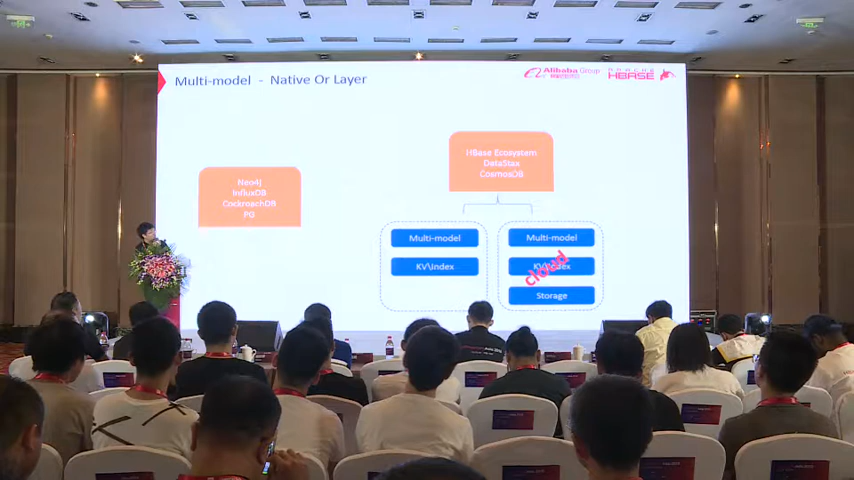 Multi-model - Native Or Layer
Alibaba Group
APACHE
HBASE
HBase Ecosystem
DataStax
CosmosDB
Neo4j
InfluxDB
CockroachDB
PG
Multi-model
Multi-model
KV\Index
KV\Index
cloud
Storage